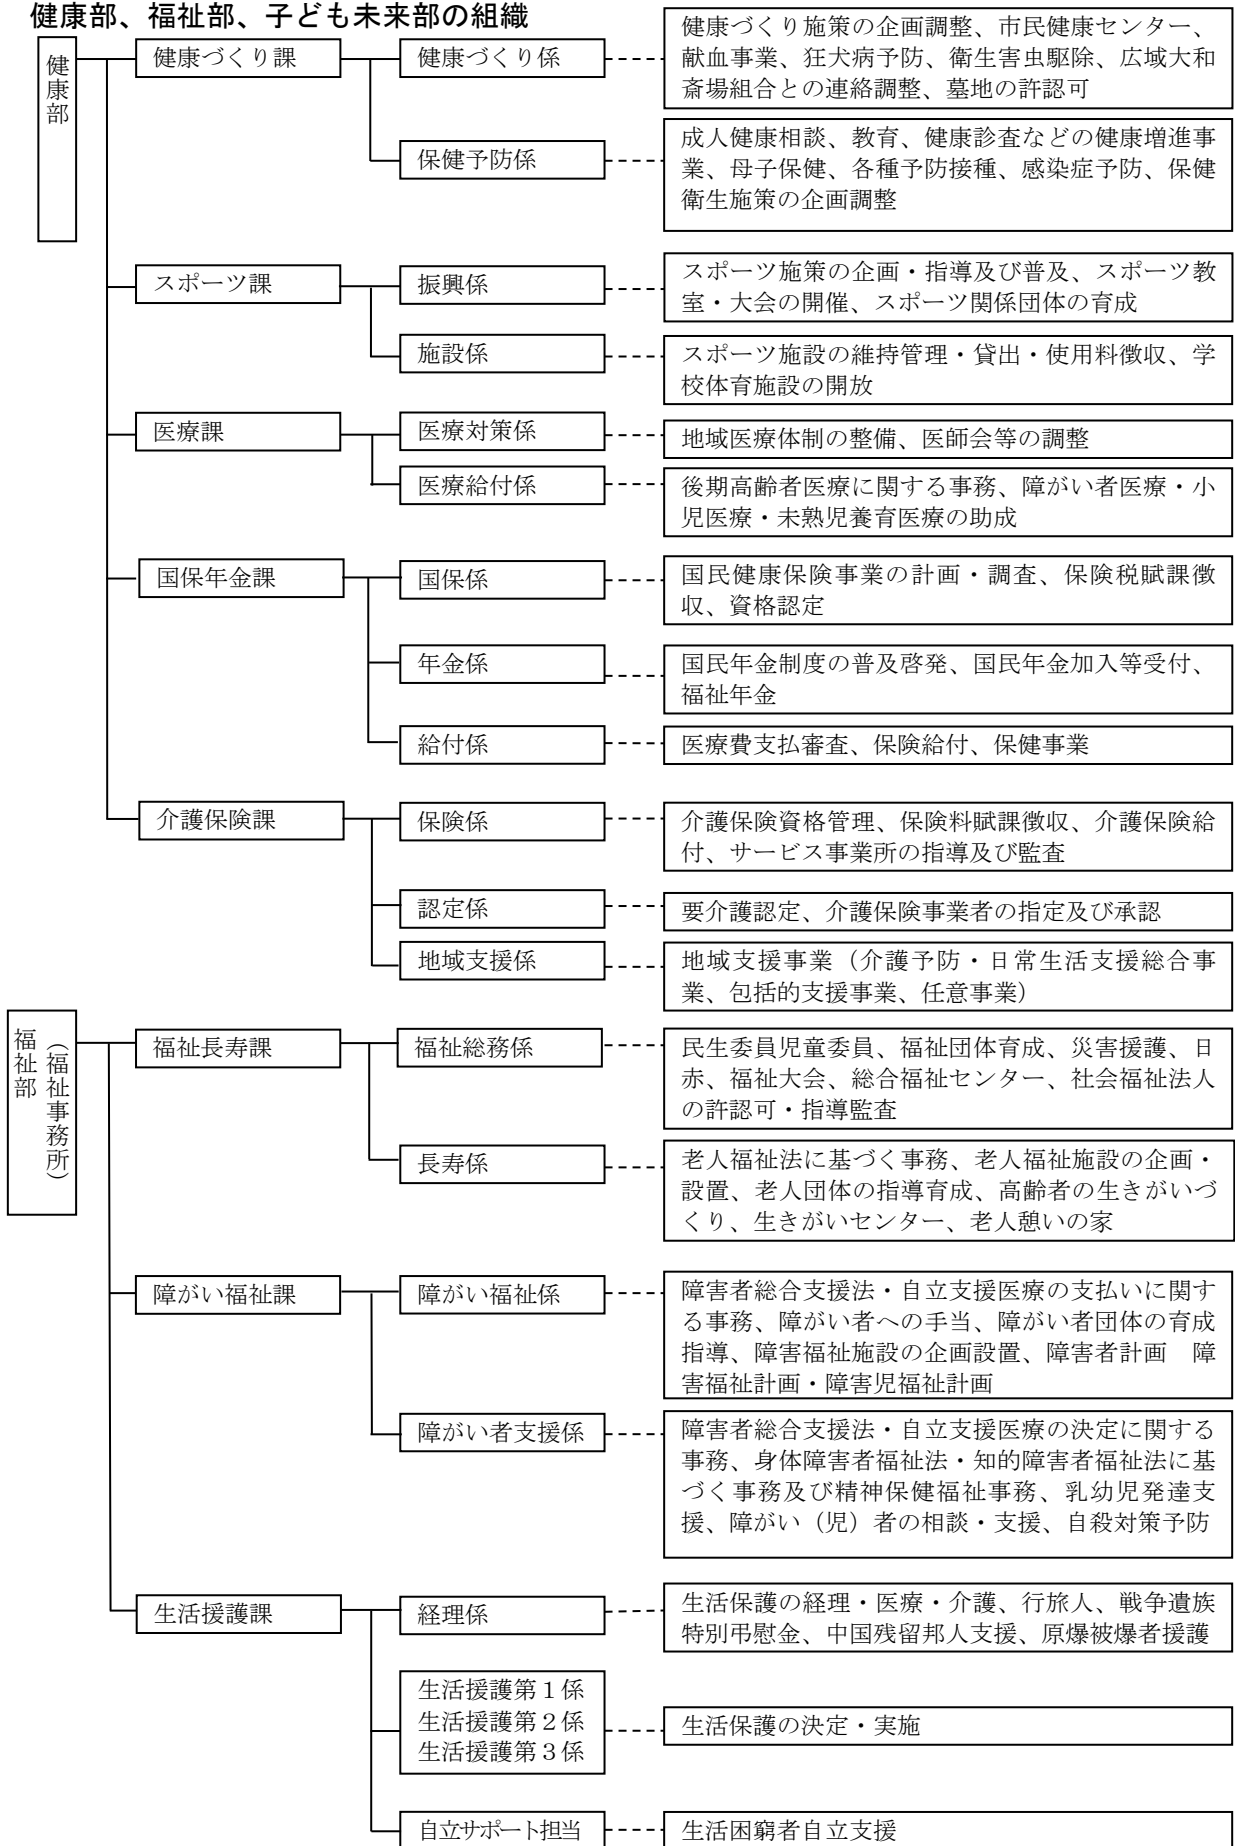 健康部、福祉部、子ども未来部の組織
健康部
健康づくり課
健康づくり係
健康づくり施策の企画調整、市民健康センター、
献血事業、狂犬病予防、衛生害虫駆除、広域大和
斎場組合との連絡調整、墓地の許認可
保健予防係
成人健康相談、教育、健康診査などの健康増進事
業、母子保健、各種予防接種、感染症予防、保健
衛生施策の企画調整
スポーツ課
振興係
スポーツ施策の企画・指導及び普及、スポーツ教
室・大会の開催、スポーツ関係団体の育成
施設係
スポーツ施設の維持管理・貸出・使用料徴収、学
校体育施設の開放
医療課
医療対策係
地域医療体制の整備、医師会等の調整
医療給付係
後期高齢者医療に関する事務、障がい者医療・小
児医療・未熟児養育医療の助成
国保年金課
国保係
国民健康保険事業の計画・調査、保険税賦課徴
収、資格認定
年金係
国民年金制度の普及啓発、国民年金加入等受付、
福祉年金
給付係
医療費支払審査、保険給付、保健事業
介護保険課
保険係
介護保険資格管理、保険料賦課徴収、介護保険給
付、サービス事業所の指導及び監査
認定係
要介護認定、介護保険事業者の指定及び承認
地域支援係
地域支援事業（介護予防・日常生活支援総合事
業、包括的支援事業、任意事業）
福祉部
（福祉事務所）
福祉長寿課
福祉総務係
民生委員児童委員、福祉団体育成、災害援護、日
赤、福祉大会、総合福祉センター、社会福祉法人
の許認可・指導監査
長寿係
老人福祉法に基づく事務、老人福祉施設の企画・
設置、老人団体の指導育成、高齢者の生きがいづ
くり、生きがいセンター、老人憩いの家
障がい福祉課
障がい福祉係
障害者総合支援法・自立支援医療の支払いに関す
る事務、障がい者への手当、障がい者団体の育成
指導、障害福祉施設の企画設置、障害者計画　障
害福祉計画・障害児福祉計画
障がい者支援係
障害者総合支援法・自立支援医療の決定に関する
事務、身体障害者福祉法・知的障害者福祉法に基
づく事務及び精神保健福祉事務、乳幼児発達支
援、障がい（児）者の相談・支援、自殺対策予防
生活援護課
経理係
生活保護の経理・医療・介護、行旅人、戦争遺族
特別弔慰金、中国残留邦人支援、原爆被爆者援護
生活援護第１係
生活援護第２係
生活援護第３係
生活保護の決定・実施
自立サポート担当
生活困窮者自立支援